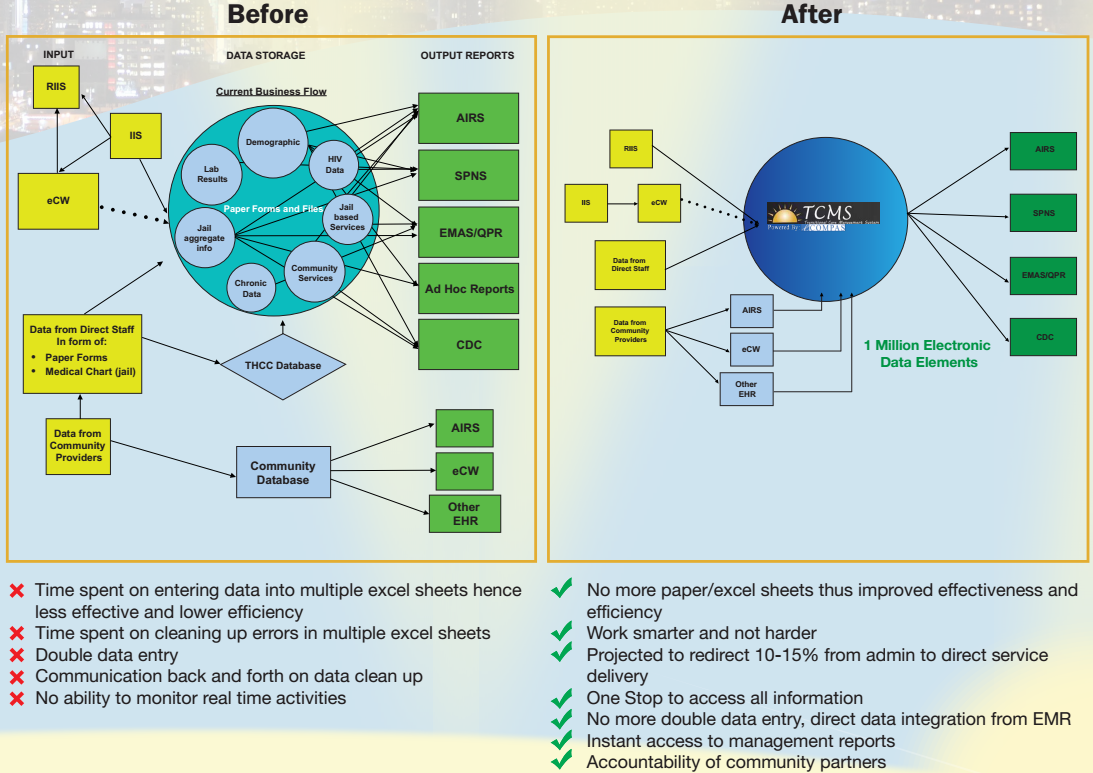 Before
INPUT
DATA STORAGE
OUTPUT REPORTS
RIIS
IIS
eCW
Current Business Flow
Demographic
Lab
Results
HIV
Data
Paper Forms and Files
Jail
based
Services
Jail
aggregate
info
Community
Services
Chronic
Data
AIRS
SPNS
EMAS/QPR
Ad Hoc Reports
CDC
Data from Direct Staff
In form of:
• Paper Forms
• Medical Chart (jail)
THCC Database
Data from
Community
Providers
Community
Database
AIRS
eCW
Other
EHR
After
RIIS
IIS
eCW
Data from
Direct Staff
Data from
Community
Providers
TCMS
Powered By: COMPAS
AIRS
eCW
Other
EHR
1 Million Electronic
Data Elements
AIRS
SPNS
EMAS/QPR
CDC
Time spent on entering data into multiple excel sheets hence
less effective and lower efficiency
Time spent on cleaning up errors in multiple excel sheets
Double data entry
Communication back and forth on data clean up
No ability to monitor real time activities
No more paper/excel sheets thus improved effectiveness and
efficiency
Work smarter and not harder
Projected to redirect 10-15% from admin to direct service
delivery
One Stop to access all information
No more double data entry, direct data integration from EMR
Instant access to management reports
Accountability of community partners